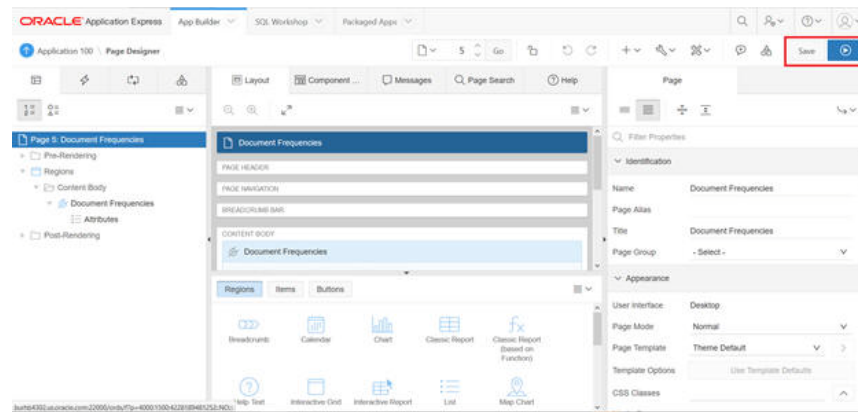 ORACLE Application Express App Builder SQL Workshop Packaged Apps
Application 100 \ Page Designer 5 Go Save
Layout Component ... Messages Page Search Help Page
Page 5: Document Frequencies
Pre-Rendering
Regions
Content Body
Document Frequencies
Attributes
Post-Rendering
Document Frequencies
PAGE HEADER
PAGE NAVIGATION
BREADCRUMB BAR
CONTENT BODY
Document Frequencies
Regions Items Buttons
Breadcrumb Calendar Chart Classic Report Classic Report
(based on
Function)
Help Text Interactive Grid Interactive Report List Map Chart
Filter Properties
Identification
Name Document Frequencies
Page Alias
Title Document Frequencies
Page Group - Select -
Appearance
User Interface Desktop
Page Mode Normal
Page Template Theme Default
Template Options Use Template Defaults
CSS Classes